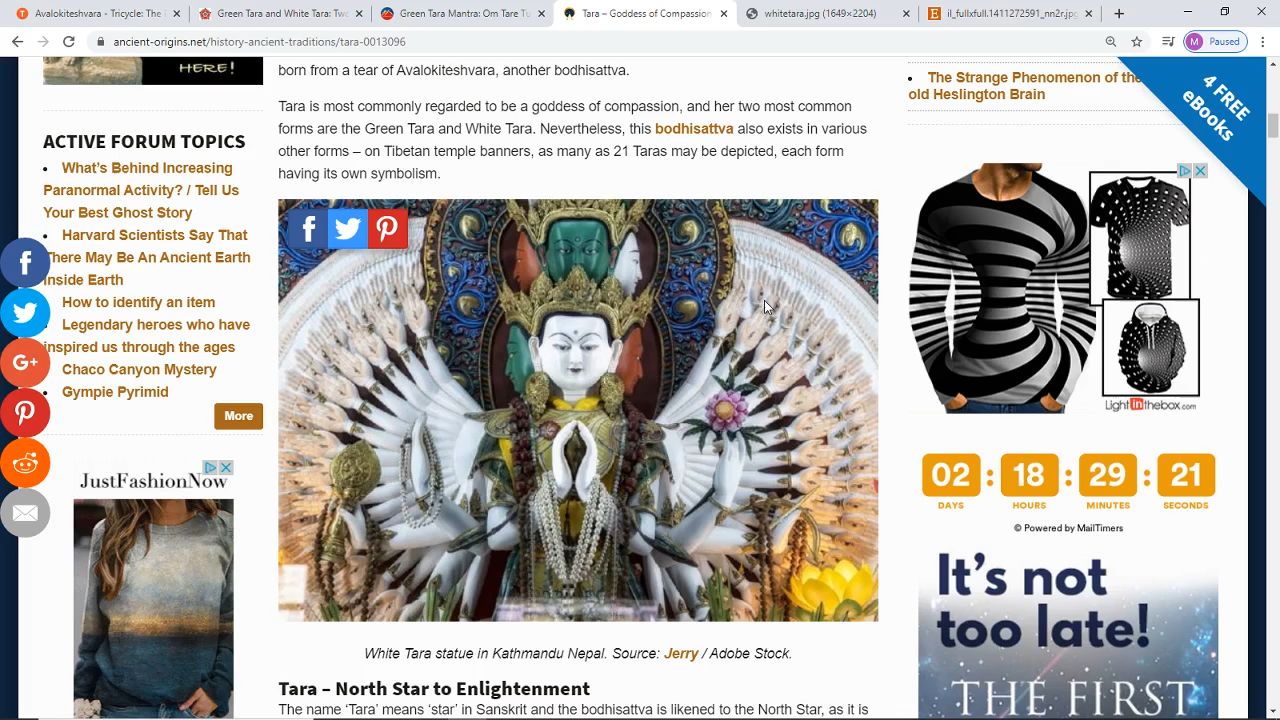 Avalokiteshvara - Two
Green Tara Mantra: Om Tare Tu
Tara – Goddess of Compassion
whitetara.jpg (1649×2204)
il_fullxfull.1411272591_nn2r.jpg
ancient-origins.net/history-ancient-traditions/tara-0013096
M Paused
HERE!
ACTIVE FORUM TOPICS
What's Behind Increasing
Paranormal Activity? / Tell Us
Your Best Ghost Story
Harvard Scientists Say That
There May Be An Ancient Earth
Inside Earth
How to identify an item
Legendary heroes who have
inspired us through the ages
Chaco Canyon Mystery
Gympie Pyrimid
More
JustFashionNow
born from a tear of Avalokiteshvara, another bodhisattva.
Tara is most commonly regarded to be a goddess of compassion, and her two most common
forms are the Green Tara and White Tara. Nevertheless, this bodhisattva also exists in various
other forms – on Tibetan temple banners, as many as 21 Taras may be depicted, each form
having its own symbolism.
White Tara statue in Kathmandu Nepal. Source: Jerry / Adobe Stock.
Tara – North Star to Enlightenment
The name 'Tara' means 'star' in Sanskrit and the bodhisattva is likened to the North Star, as it is
The Strange Phenomenon of the
old Heslington Brain
4 FREE
eBooks
LightInthebox.com
02 : 18 : 29 : 21
DAYS HOURS MINUTES SECONDS
© Powered by MailTimers
It's not
too late!
THE FIRST